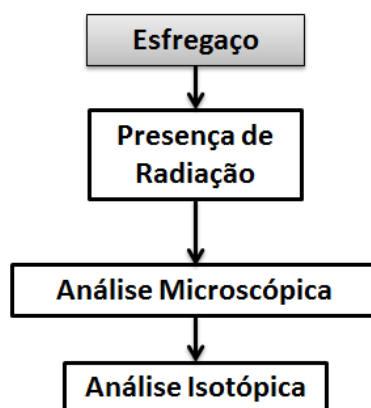 Esfregaço
Presença de
Radiação
Análise Microscópica
Análise Isotópica